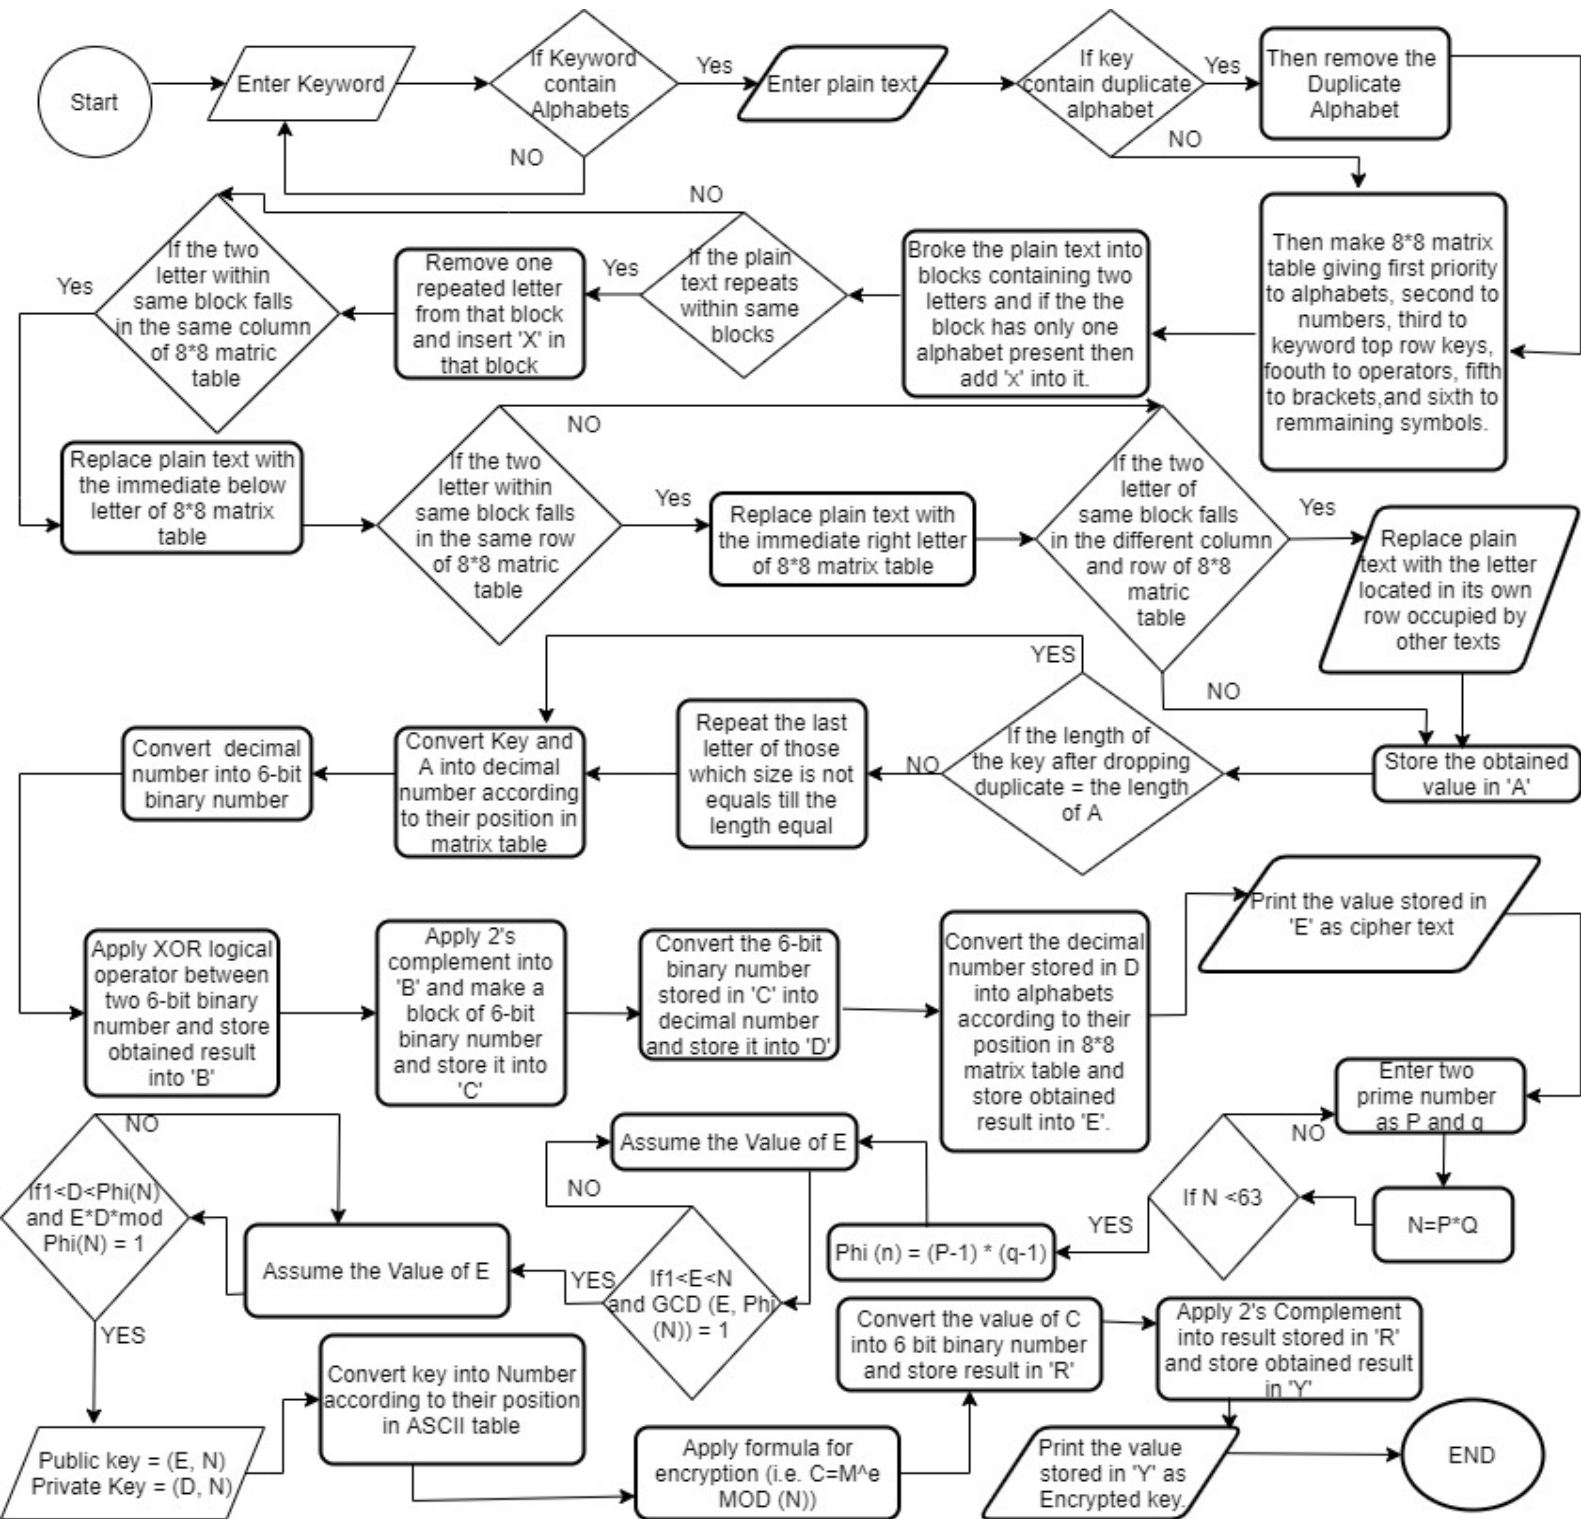 Start
Enter Keyword
If Keyword
contain
Alphabets
Yes
NO
Enter plain text
If key
contain duplicate
alphabet
Yes
NO
Then remove the
Duplicate
Alphabet
Then make 8*8 matrix
table giving first priority
to alphabets, second to
numbers, third to
keyword top row keys,
foouth to operators, fifth
to brackets,and sixth to
remmaining symbols.
Broke the plain text into
blocks containing two
letters and if the the
block has only one
alphabet present then
add 'x' into it.
NO
If the plain
text repeats
within same
blocks
Yes
Remove one
repeated letter
from that block
and insert 'X' in
that block
If the two
letter within
same block falls
in the same column
of 8*8 matric
table
Yes
Replace plain text with
the immediate below
letter of 8*8 matrix
table
If the two
letter within
same block falls
in the same row
of 8*8 matric
table
NO
Yes
Replace plain text with
the immediate right letter
of 8*8 matrix table
If the two
letter of
same block falls
in the different column
and row of 8*8
matric
table
Yes
NO
Replace plain
text with the letter
located in its own
row occupied by
other texts
Store the obtained
value in 'A'
If the length of
the key after dropping
duplicate = the length
of A
YES
NO
Repeat the last
letter of those
which size is not
equals till the
length equal
Convert Key and
A into decimal
number according
to their position in
matrix table
Convert decimal
number into 6-bit
binary number
Apply XOR logical
operator between
two 6-bit binary
number and store
obtained result
into 'B'
Apply 2's
complement into
'B' and make a
block of 6-bit
binary number
and store it into
'C'
Convert the 6-bit
binary number
stored in 'C' into
decimal number
and store it into 'D'
Convert the decimal
number stored in D
into alphabets
according to their
position in 8*8
matrix table and
store obtained
result into 'E'.
Print the value stored in
'E' as cipher text
Enter two
prime number
as P and q
N=P*Q
If N <63
NO
YES
Phi (n) = (P-1) * (q-1)
Assume the Value of E
If1<E<N
and GCD (E, Phi
(N)) = 1
NO
YES
Assume the Value of E
If1<D<Phi(N)
and E*D*mod
Phi(N) = 1
NO
YES
Public key = (E, N)
Private Key = (D, N)
Convert key into Number
according to their position
in ASCII table
Apply formula for
encryption (i.e. C=M^e
MOD (N))
Convert the value of C
into 6 bit binary number
and store result in 'R'
Apply 2's Complement
into result stored in 'R'
and store obtained result
in 'Y'
Print the value
stored in 'Y' as
Encrypted key.
END